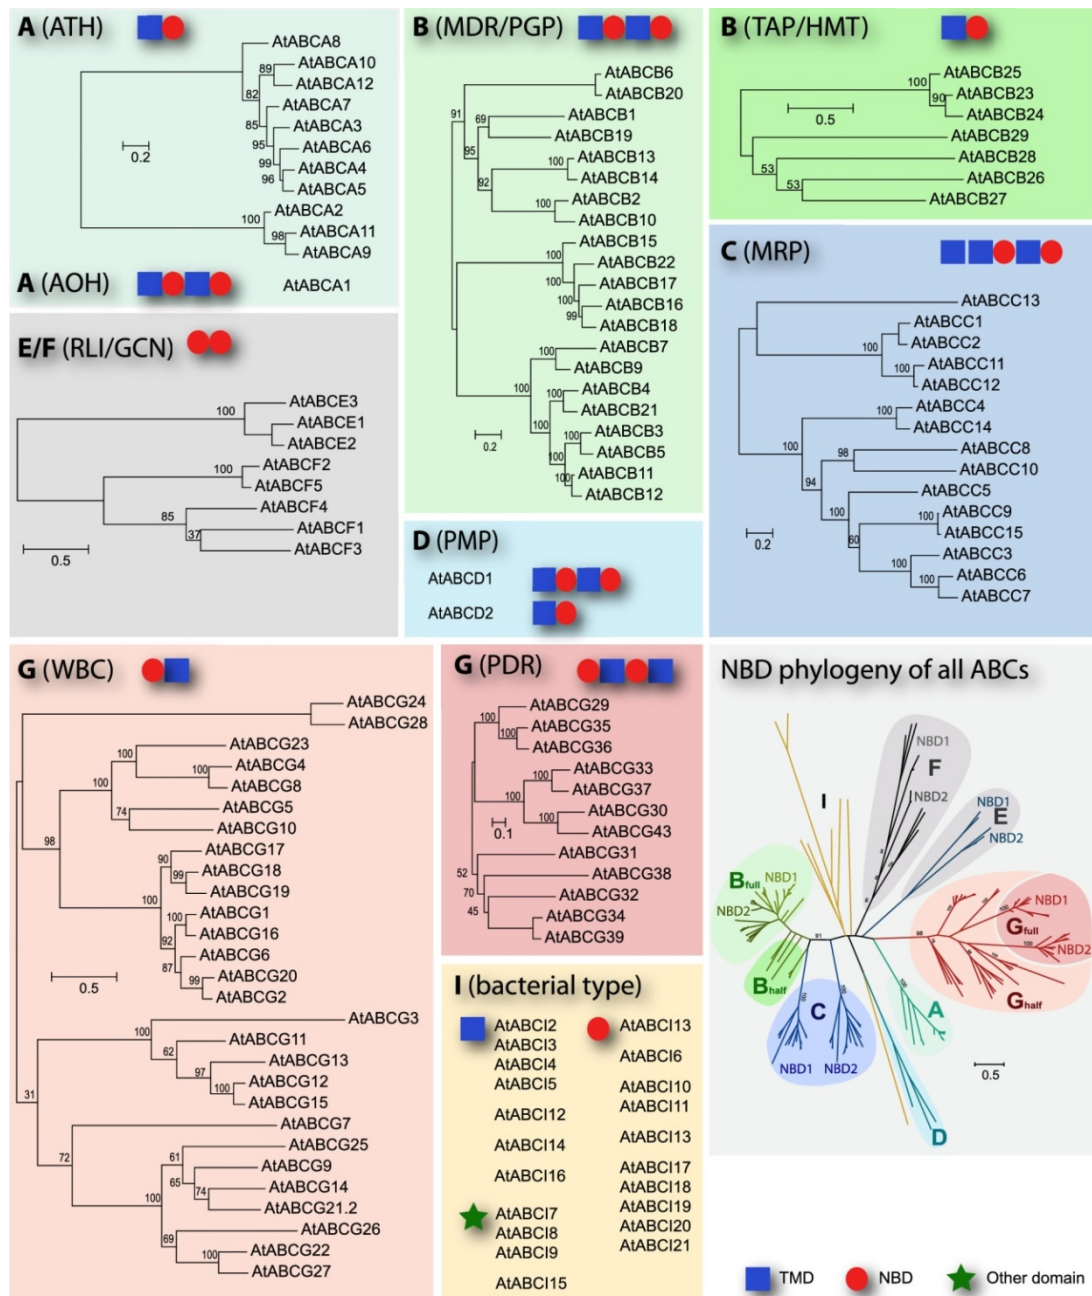 A (ATH)
AtABCA8
AtABCA10
AtABCA12
AtABCA7
AtABCA3
AtABCA6
AtABCA4
AtABCA5
AtABCA2
AtABCA11
AtABCA9
89
82
85
95
99
96
100
98
0.2
A (AOH)
AtABCA1
E/F (RLI/GCN)
AtABCE3
AtABCE1
AtABCE2
AtABCF2
AtABCF5
AtABCF4
AtABCF1
AtABCF3
100
100
85
37
0.5
B (MDR/PGP)
AtABCB6
AtABCB20
AtABCB1
AtABCB19
AtABCB13
AtABCB14
AtABCB2
AtABCB10
AtABCB15
AtABCB22
AtABCB17
AtABCB16
AtABCB18
AtABCB7
AtABCB9
AtABCB4
AtABCB21
AtABCB3
AtABCB5
AtABCB11
AtABCB12
91
69
95
100
92
100
100
100
100
99
100
100
100
100
100
100
100
0.2
D (PMP)
AtABCD1
AtABCD2
B (TAP/HMT)
AtABCB25
AtABCB23
AtABCB24
AtABCB29
AtABCB28
AtABCB26
AtABCB27
100
90
53
53
0.5
C (MRP)
AtABCC13
AtABCC1
AtABCC2
AtABCC11
AtABCC12
AtABCC4
AtABCC14
AtABCC8
AtABCC10
AtABCC5
AtABCC9
AtABCC15
AtABCC3
AtABCC6
AtABCC7
100
100
100
100
98
94
100
60
100
100
0.2
G (WBC)
AtABCG24
AtABCG28
AtABCG23
AtABCG4
AtABCG8
AtABCG5
AtABCG10
AtABCG17
AtABCG18
AtABCG19
AtABCG1
AtABCG16
AtABCG6
AtABCG20
AtABCG2
AtABCG3
AtABCG11
AtABCG13
AtABCG12
AtABCG15
AtABCG7
AtABCG25
AtABCG9
AtABCG14
AtABCG21.2
AtABCG26
AtABCG22
AtABCG27
100
100
100
100
74
98
90
99
100
100
92
87
99
0.5
100
62
97
100
31
72
61
65
74
100
69
100
G (PDR)
AtABCG29
AtABCG35
AtABCG36
AtABCG33
AtABCG37
AtABCG30
AtABCG43
AtABCG31
AtABCG38
AtABCG32
AtABCG34
AtABCG39
100
100
100
100
100
0.1
52
70
45
I (bacterial type)
AtABCI2
AtABCI3
AtABCI4
AtABCI5
AtABCI12
AtABCI14
AtABCI16
AtABCI7
AtABCI8
AtABCI9
AtABCI15
AtABCI13
AtABCI6
AtABCI10
AtABCI11
AtABCI13
AtABCI17
AtABCI18
AtABCI19
AtABCI20
AtABCI21
NBD phylogeny of all ABCs
NBD1
F
NBD2
I
NBD1
E
NBD2
Bfull
NBD1
NBD2
Bhalf
91
98
Gfull
NBD1
NBD2
Ghalf
100
100
C
NBD1
NBD2
100
100
A
100
D
0.5
TMD
NBD
Other domain